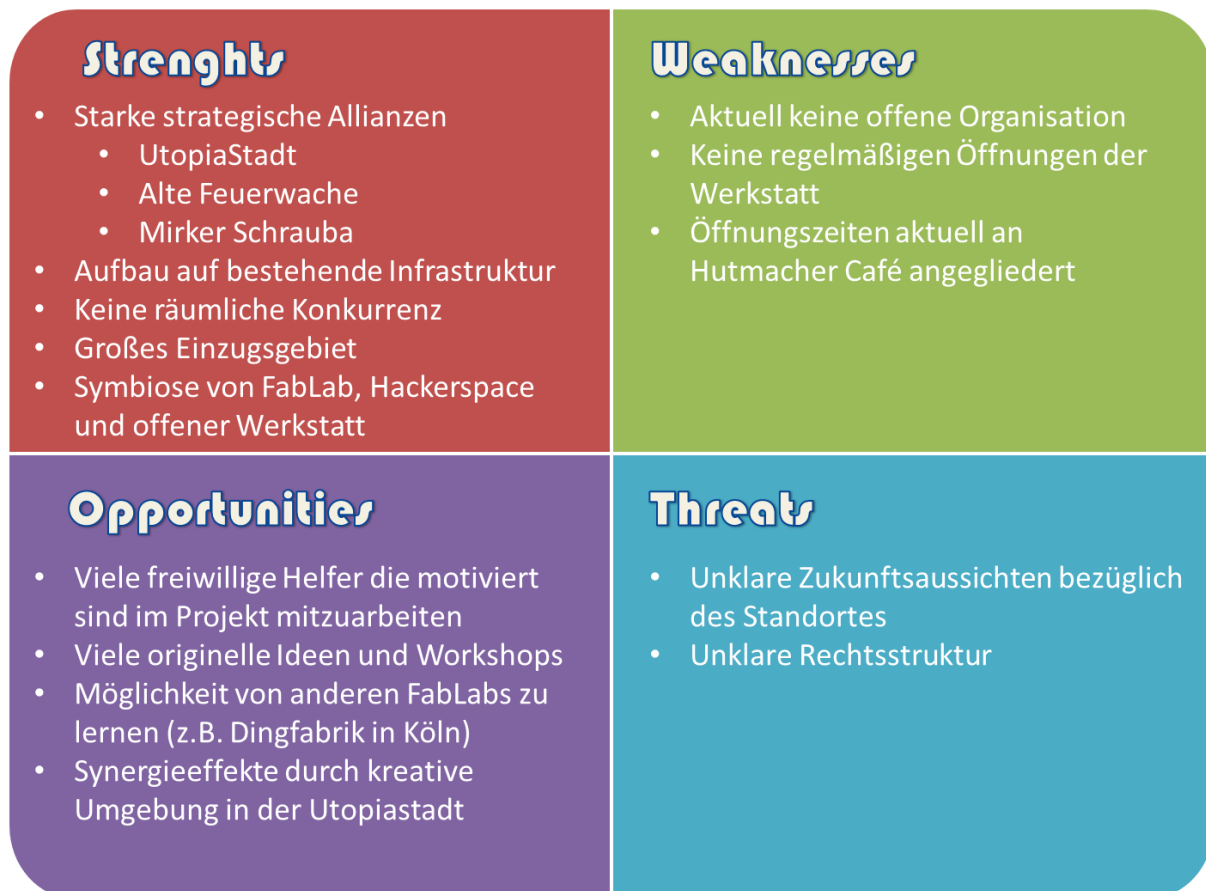 Strenghts
• Starke strategische Allianzen
• UtopiaStadt
• Alte Feuerwache
• Mirker Schrauba
• Aufbau auf bestehende Infrastruktur
• Keine räumliche Konkurrenz
• Großes Einzugsgebiet
• Symbiose von FabLab, Hackerspace
und offener Werkstatt
Weaknesses
• Aktuell keine offene Organisation
• Keine regelmäßigen Öffnungen der
Werkstatt
• Öffnungszeiten aktuell an
Hutmacher Café angegliedert
Opportunities
• Viele freiwillige Helfer die motiviert
sind im Projekt mitzuarbeiten
• Viele originelle Ideen und Workshops
• Möglichkeit von anderen FabLabs zu
lernen (z.B. Dingfabrik in Köln)
• Synergieeffekte durch kreative
Umgebung in der Utopiastadt
Threats
• Unklare Zukunftsaussichten bezüglich
des Standortes
• Unklare Rechtsstruktur